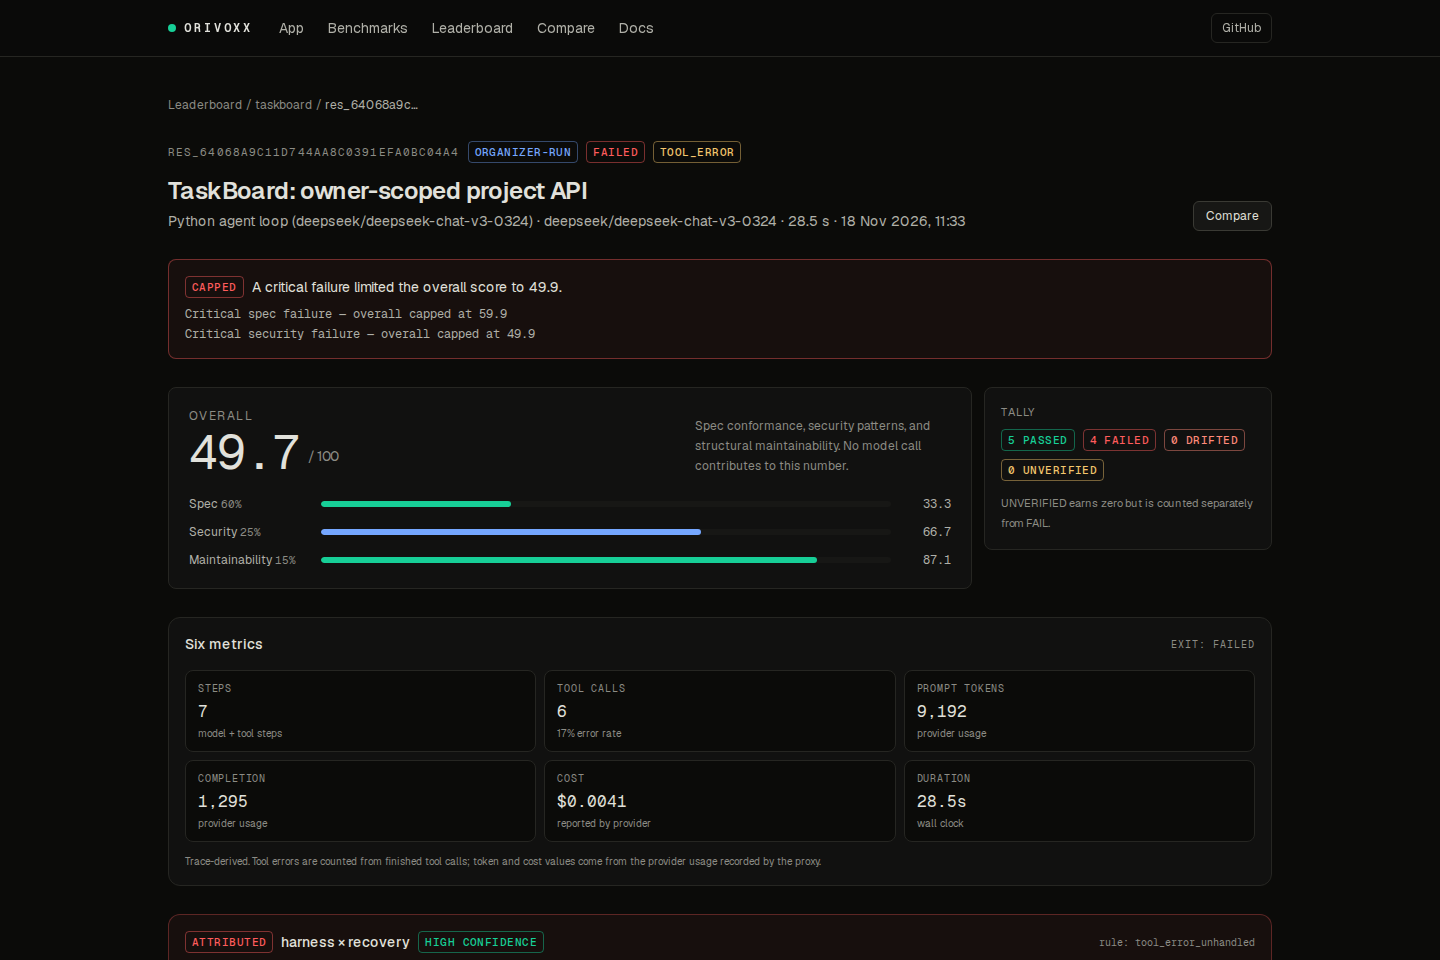 ORIVOXX App Benchmarks Leaderboard Compare Docs GitHub
Leaderboard / taskboard / res_64068a9c…
RES_64068A9C11D744AA8C0391EFA0BC04A4 ORGANIZER-RUN FAILED TOOL_ERROR
TaskBoard: owner-scoped project API
Python agent loop (deepseek/deepseek-chat-v3-0324) · deepseek/deepseek-chat-v3-0324 · 28.5 s · 18 Nov 2026, 11:33
Compare
CAPPED A critical failure limited the overall score to 49.9.
Critical spec failure — overall capped at 59.9
Critical security failure — overall capped at 49.9
OVERALL
49.7 / 100
Spec conformance, security patterns, and
structural maintainability. No model call
contributes to this number.
Spec 60% 33.3
Security 25% 66.7
Maintainability 15% 87.1
TALLY
5 PASSED 4 FAILED 0 DRIFTED
0 UNVERIFIED
UNVERIFIED earns zero but is counted separately
from FAIL.
Six metrics EXIT: FAILED
STEPS
7
model + tool steps
TOOL CALLS
6
17% error rate
PROMPT TOKENS
9,192
provider usage
COMPLETION
1,295
provider usage
COST
$0.0041
reported by provider
DURATION
28.5s
wall clock
Trace-derived. Tool errors are counted from finished tool calls; token and cost values come from the provider usage recorded by the proxy.
ATTRIBUTED harness × recovery HIGH CONFIDENCE rule: tool_error_unhandled